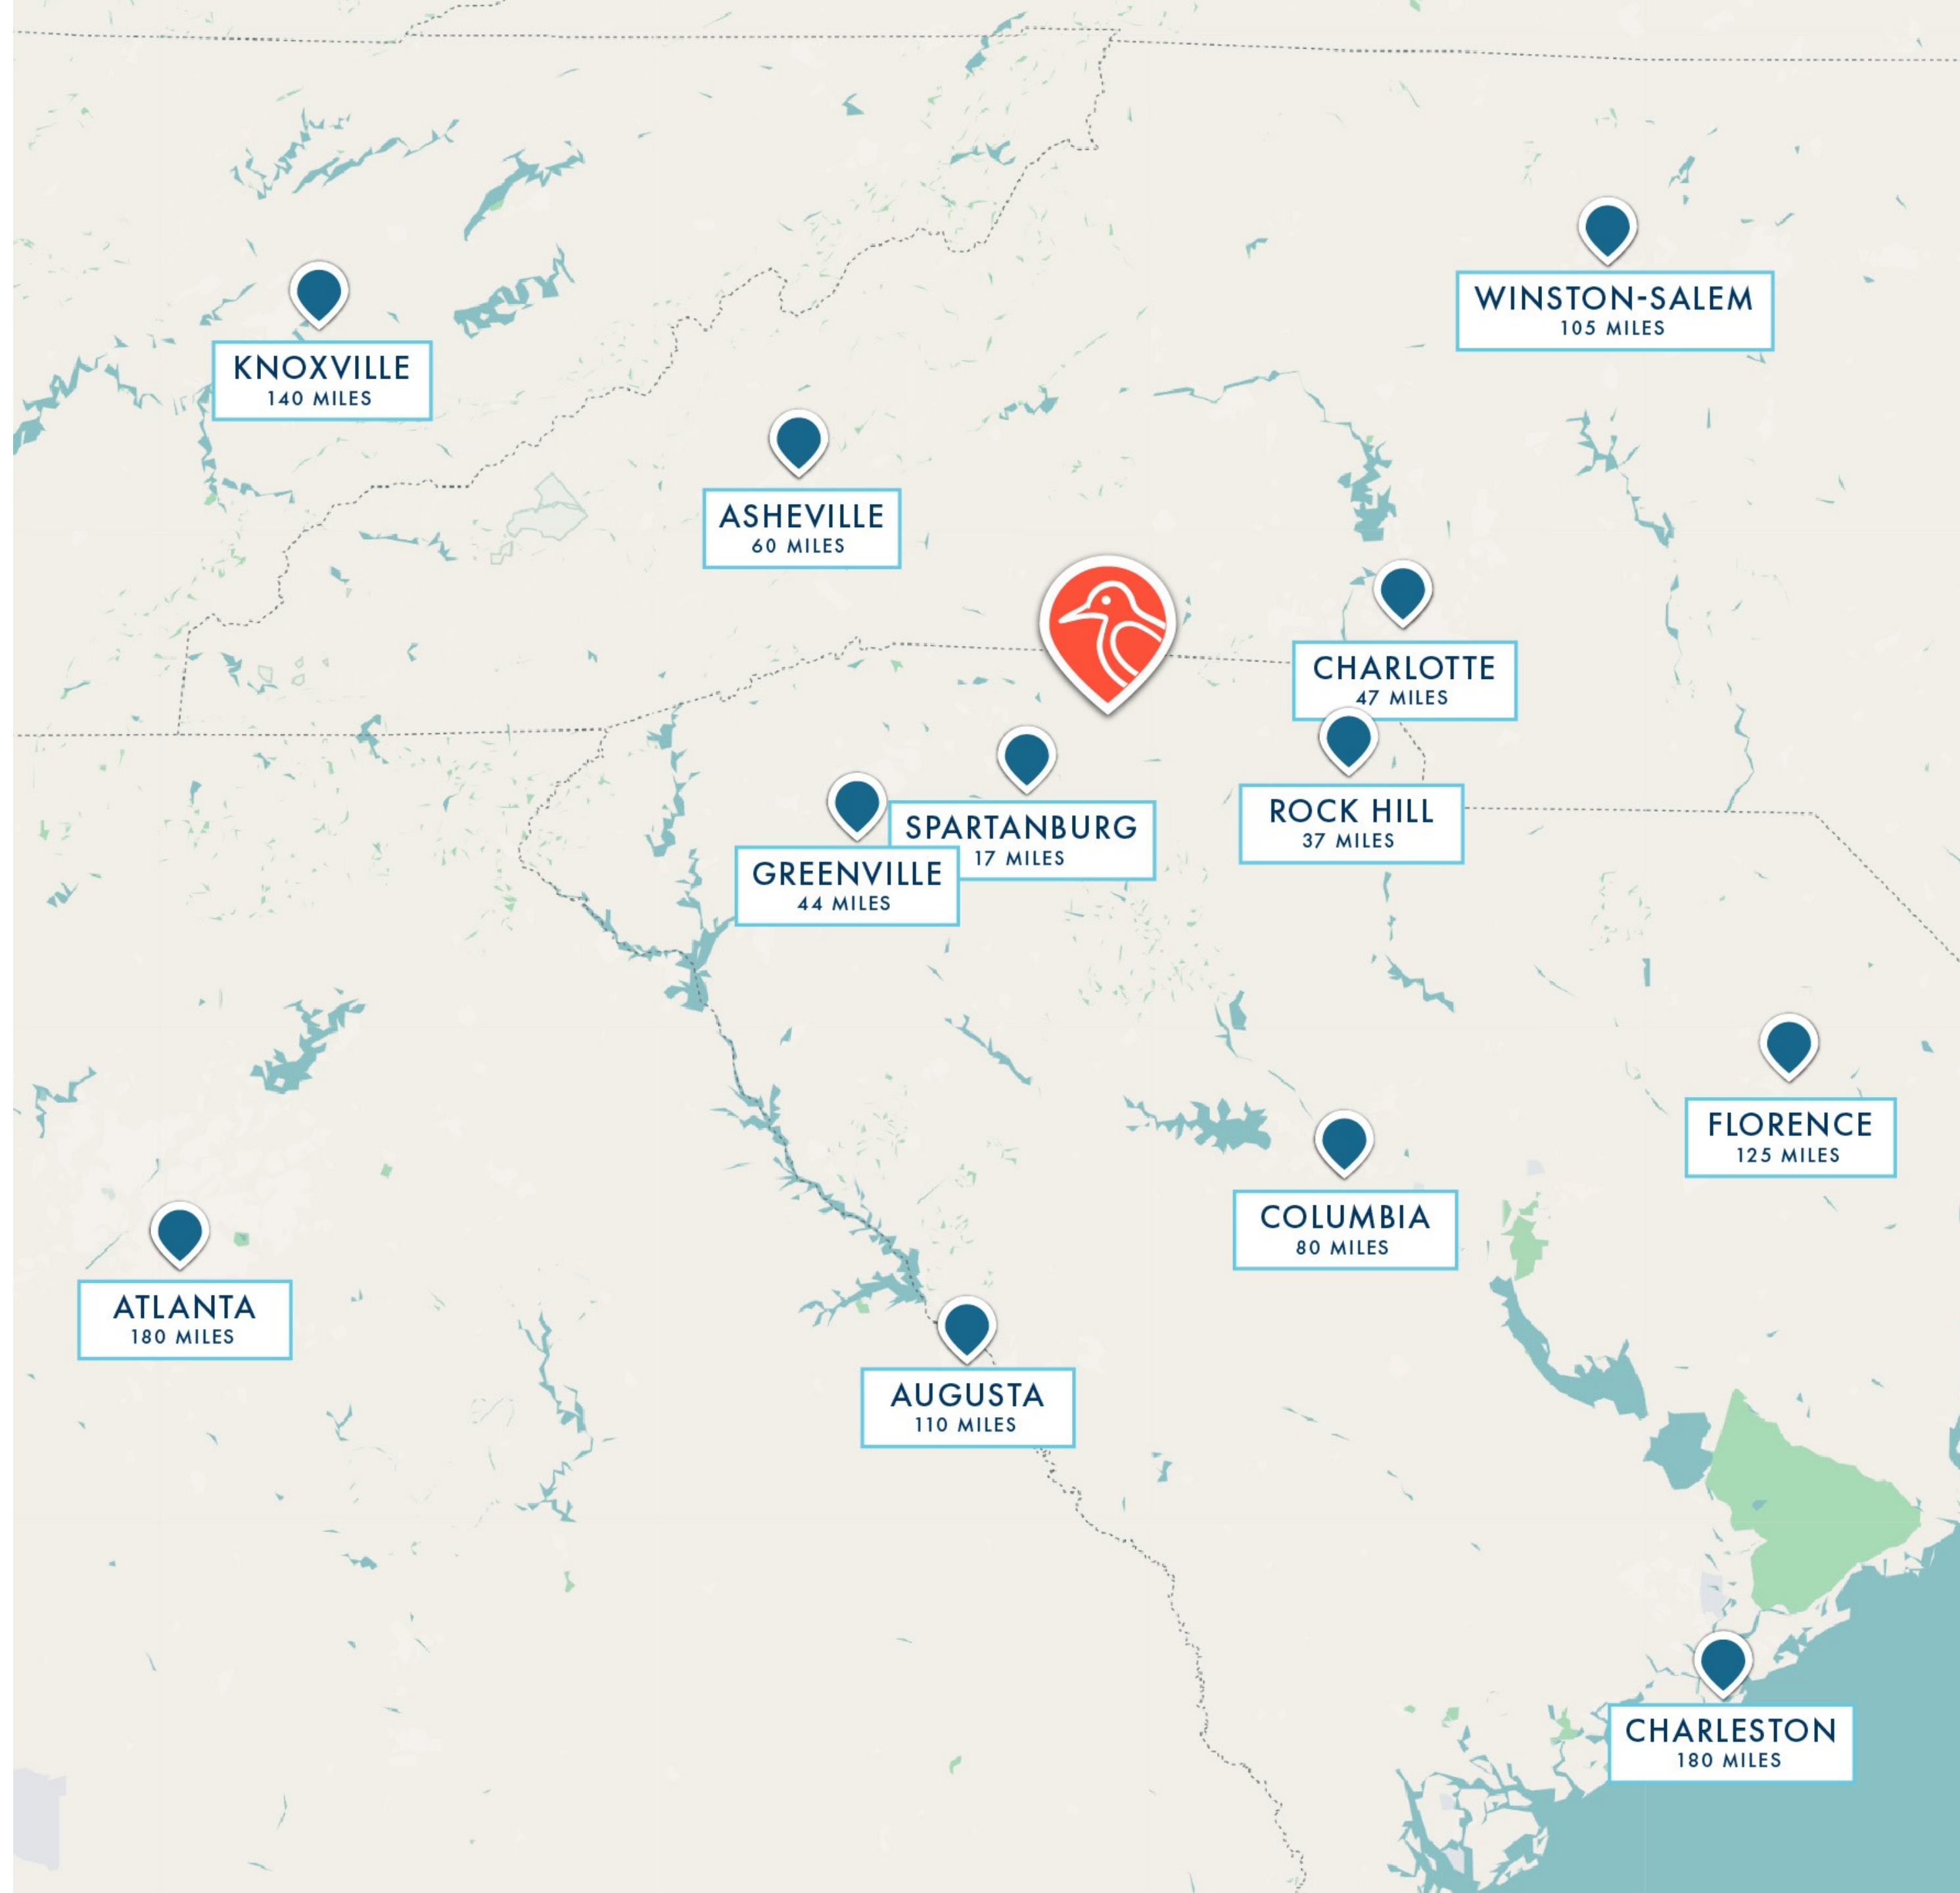 WINSTON-SALEM
105 MILES
KNOXVILLE
140 MILES
ASHEVILLE
60 MILES
CHARLOTTE
47 MILES
ROCK HILL
37 MILES
SPARTANBURG
17 MILES
GREENVILLE
44 MILES
FLORENCE
125 MILES
COLUMBIA
80 MILES
ATLANTA
180 MILES
AUGUSTA
110 MILES
CHARLESTON
180 MILES